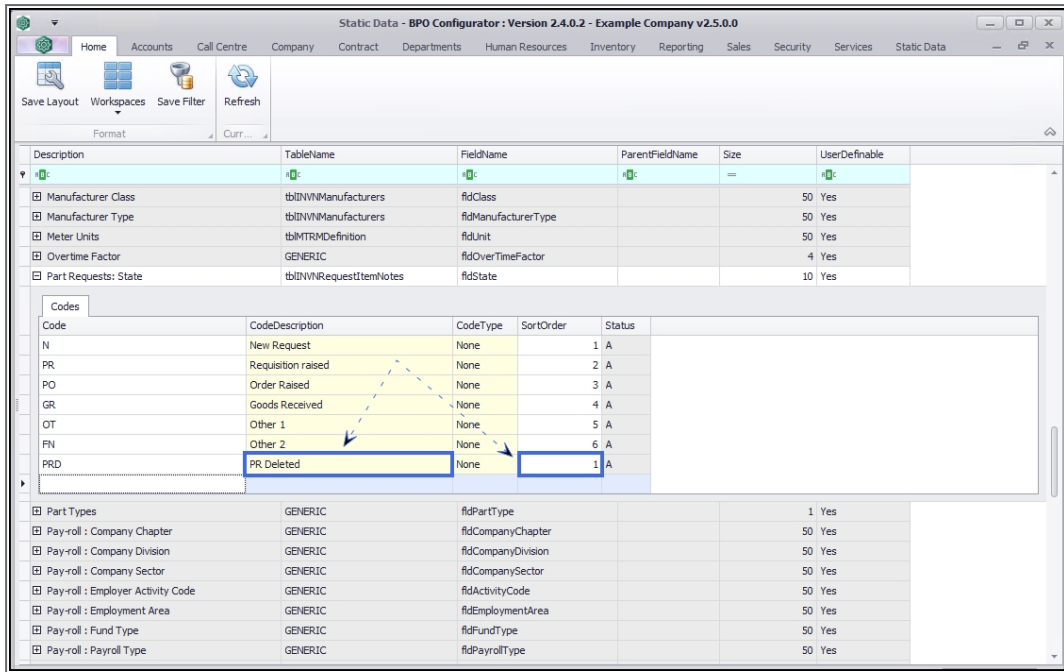 Static Data - BPO Configurator : Version 2.4.0.2 - Example Company v2.5.0.0
Home Accounts Call Centre Company Contract Departments Human Resources Inventory Reporting Sales Security Services Static Data
Save Layout Workspaces Save Filter Refresh
Format Curr...
Description TableName FieldName ParentFieldName Size UserDefinable
=
Manufacturer Class tblINVNManufacturers fldClass 50 Yes
Manufacturer Type tblINVNManufacturers fldManufacturerType 50 Yes
Meter Units tblMTRMDefinition fldUnit 50 Yes
Overtime Factor GENERIC fldOverTimeFactor 4 Yes
Part Requests: State tblINVNRequestItemNotes fldState 10 Yes
Codes
Code CodeDescription CodeType SortOrder Status
N New Request None 1 A
PR Requisition raised None 2 A
PO Order Raised None 3 A
GR Goods Received None 4 A
OT Other 1 None 5 A
FN Other 2 None 6 A
PRD PR Deleted None 1 A
Part Types GENERIC fldPartType 1 Yes
Pay-roll : Company Chapter GENERIC fldCompanyChapter 50 Yes
Pay-roll : Company Division GENERIC fldCompanyDivision 50 Yes
Pay-roll : Company Sector GENERIC fldCompanySector 50 Yes
Pay-roll : Employer Activity Code GENERIC fldActivityCode 50 Yes
Pay-roll : Employment Area GENERIC fldEmploymentArea 50 Yes
Pay-roll : Fund Type GENERIC fldFundType 50 Yes
Pay-roll : Payroll Type GENERIC fldPayrollType 50 Yes